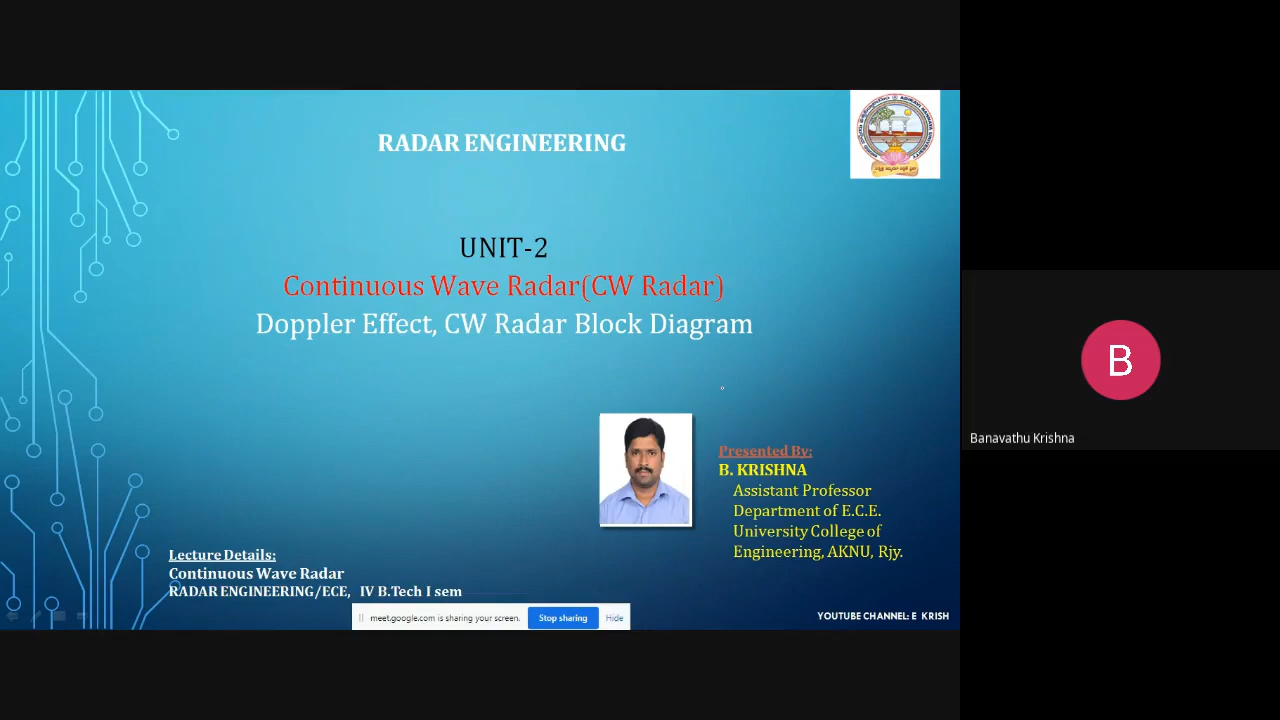 RADAR ENGINEERING
UNIT-2
Continuous Wave Radar(CW Radar)
Doppler Effect, CW Radar Block Diagram
Presented By:
B. KRISHNA
Assistant Professor
Department of E.C.E.
University College of
Engineering, AKNU, Rjy.
Lecture Details:
Continuous Wave Radar
RADAR ENGINEERING/ECE, IV B.Tech I sem
meet.google.com is sharing your screen. Stop sharing Hide
YOUTUBE CHANNEL: E KRISH
B
Banavathu Krishna